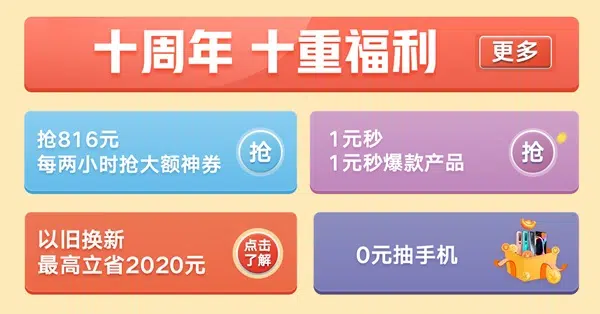 十周年 十重福利
更多
抢816元
每两小时抢大额神券
抢
1元秒
1元秒爆款产品
抢
以旧换新
最高立省2020元
点击
了解
0元抽手机